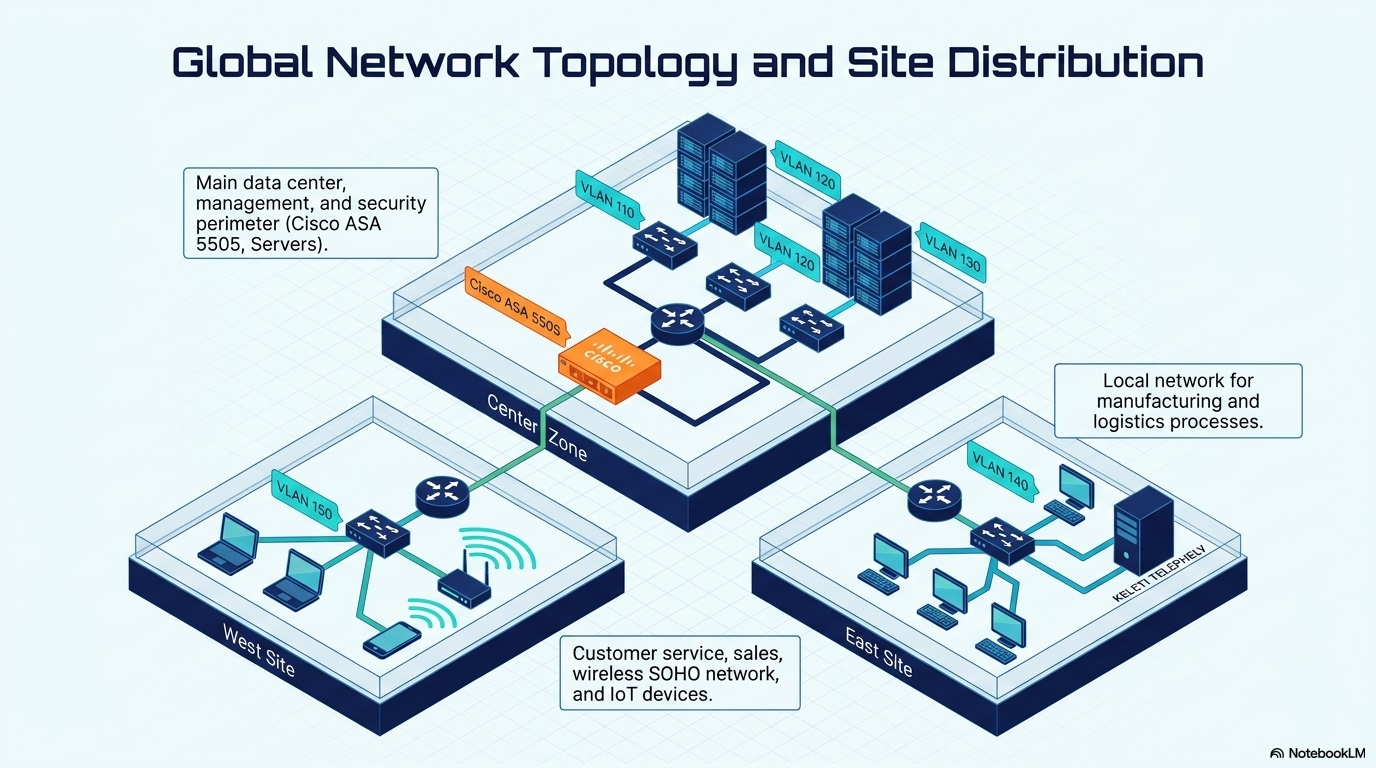 Global Network Topology and Site Distribution
Main data center,
management, and security
perimeter (Cisco ASA
5505, Servers).
VLAN 110
VLAN 120
VLAN 120
VLAN 130
Cisco ASA 550S
CISCO
Center Zone
Local network for
manufacturing and
logistics processes.
VLAN 150
VLAN 140
KELETI TELEPHELY
West Site
East Site
Customer service, sales,
wireless SOHO network,
and IoT devices.
NotebookLM